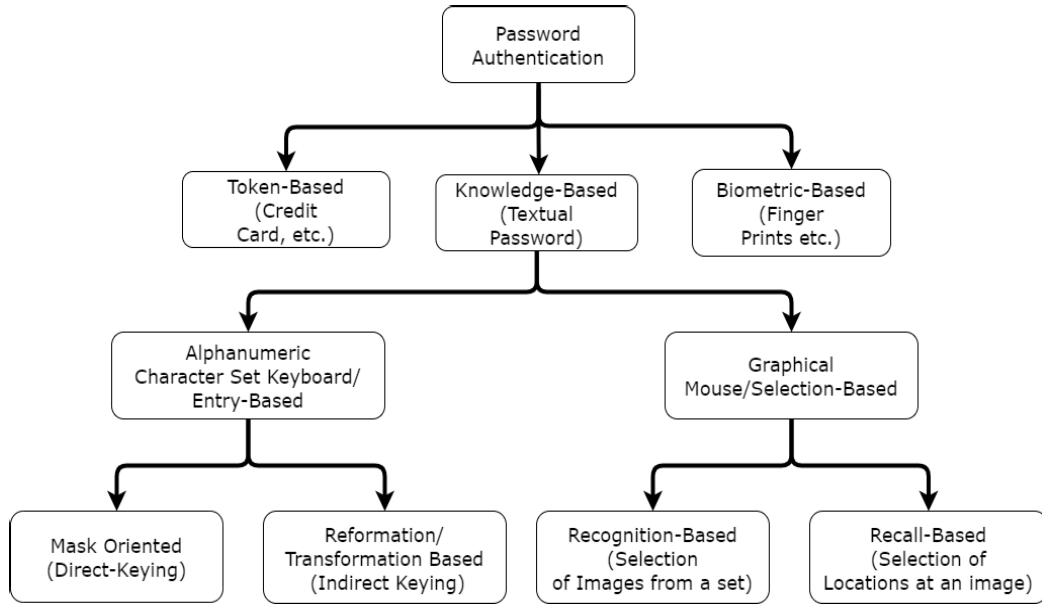 Password
Authentication
Token-Based
(Credit
Card, etc.)
Knowledge-Based
(Textual
Password)
Biometric-Based
(Finger
Prints etc.)
Alphanumeric
Character Set Keyboard/
Entry-Based
Graphical
Mouse/Selection-Based
Mask Oriented
(Direct-Keying)
Reformation/
Transformation Based
(Indirect Keying)
Recognition-Based
(Selection
of Images from a set)
Recall-Based
(Selection of
Locations at an image)